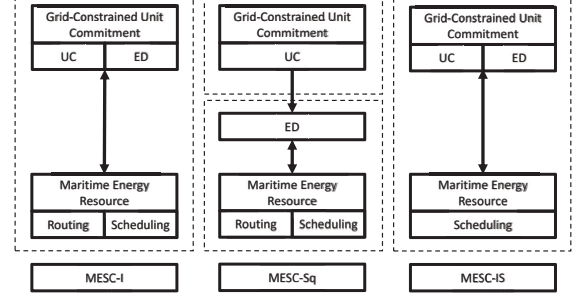 Grid-Constrained Unit
Commitment
UC
ED
Maritime Energy
Resource
Routing
Scheduling
MESC-I
Grid-Constrained Unit
Commitment
UC
ED
Maritime Energy
Resource
Routing
Scheduling
MESC-Sq
Grid-Constrained Unit
Commitment
UC
ED
Maritime Energy
Resource
Scheduling
MESC-IS